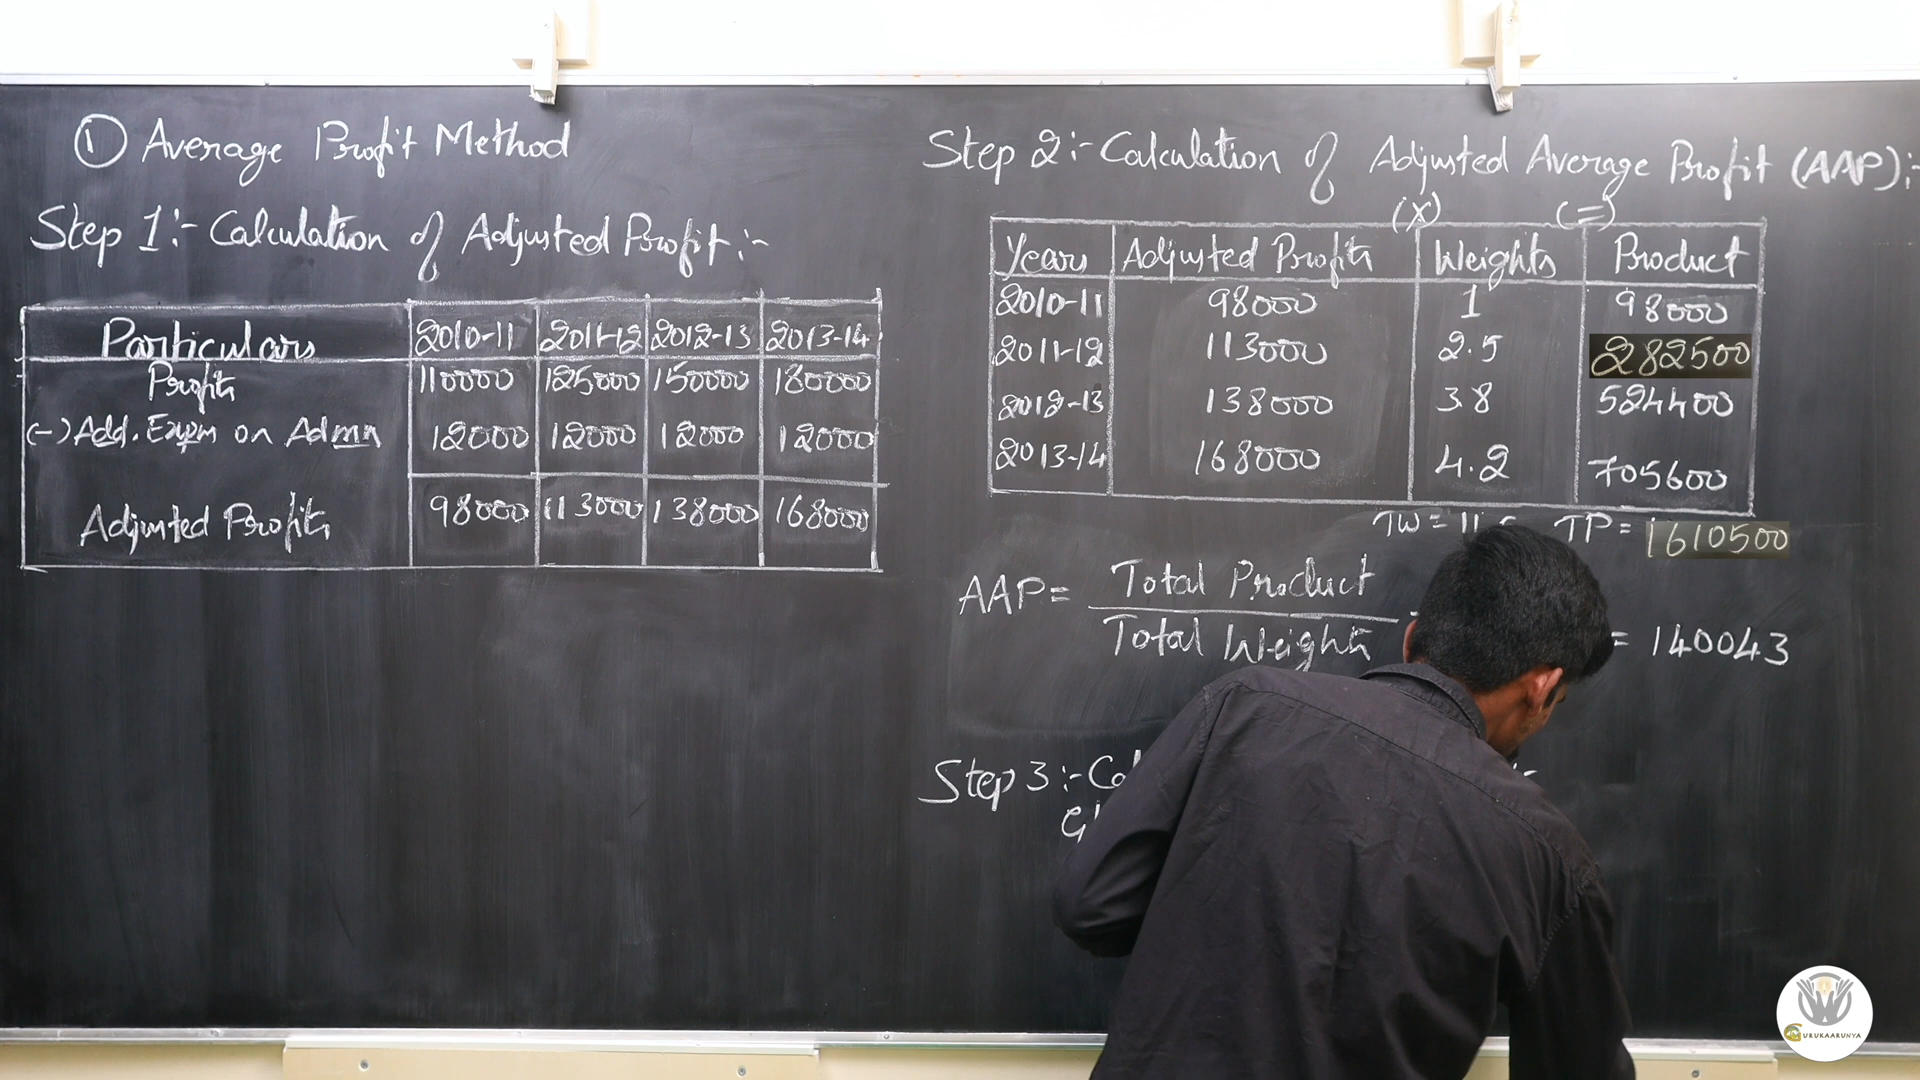 ① Average Profit Method
Step 1:- Calculation of Adjusted Profit:-
Particulars 2010-11 2011-12 2012-13 2013-14
Profits 110000 125000 150000 180000
(-) Add. Expn on Admn 12000 12000 12000 12000
Adjusted Profits 98000 113000 138000 168000
Step 2:- Calculation of Adjusted Average Profit (AAP):-
(X) (=)
Years Adjusted Profits Weights Product
2010-11 98000 1 98000
2011-12 113000 2.5 282500
2012-13 138000 3.8 524400
2013-14 168000 4.2 705600
TW = TP = 1610500
AAP = Total Product
Total Weights = 140043
Step 3:-
GURUKAARUNYA